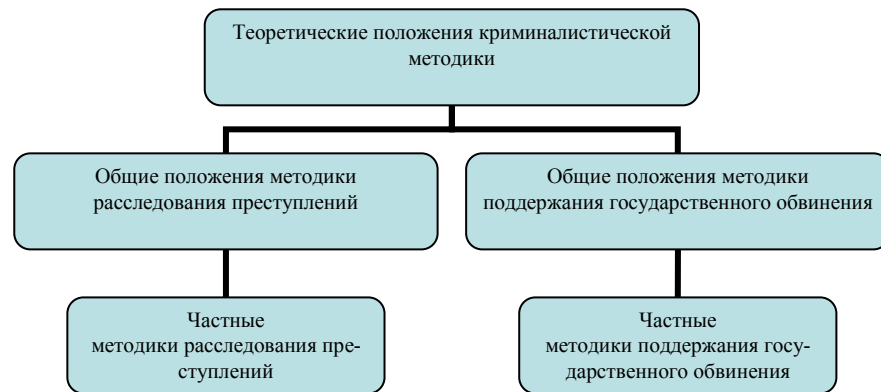 Теоретические положения криминалистической
методики
Общие положения методики
расследования преступлений
Общие положения методики
поддержания государственного обвинения
Частные
методики расследования пре-
ступлений
Частные
методики поддержания госу-
дарственного обвинения